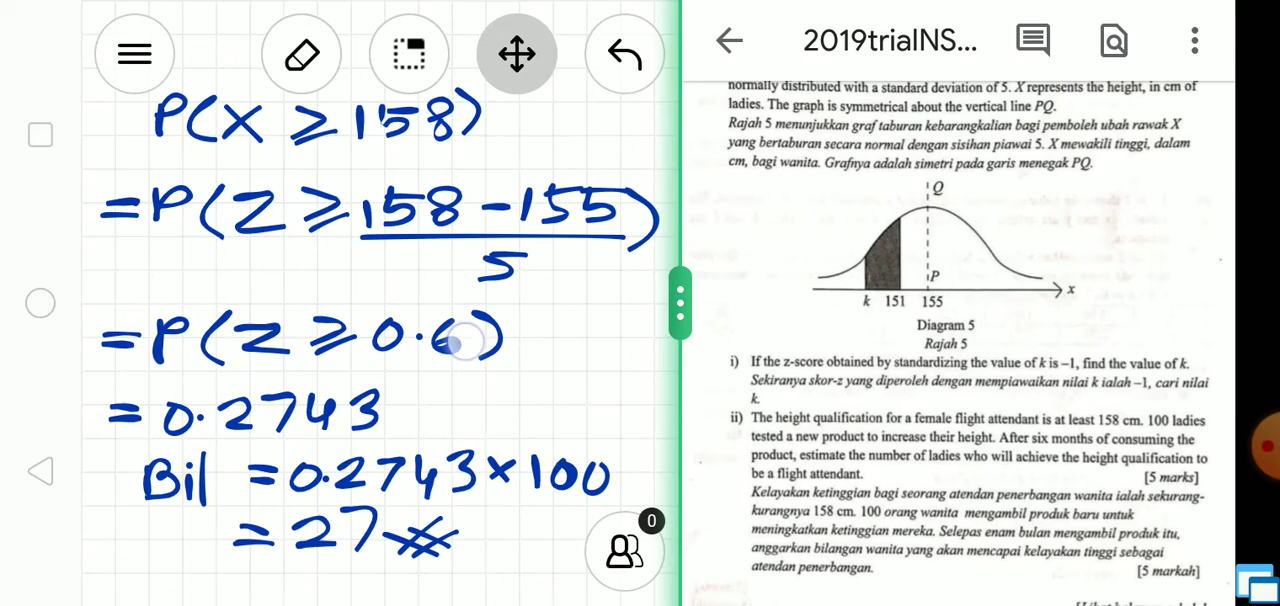 P(X ≥ 158)
= P(Z ≥ 158 - 155 / 5)
= P(Z ≥ 0.6)
= 0.2743
Bil = 0.2743 × 100
= 27
0
2019trialNS...
normally distributed with a standard deviation of 5. X represents the height, in cm of
ladies. The graph is symmetrical about the vertical line PQ.
Rajah 5 menunjukkan graf taburan kebarangkalian bagi pemboleh ubah rawak X
yang bertaburan secara normal dengan sisihan piawai 5. X mewakili tinggi, dalam
cm, bagi wanita. Grafnya adalah simetri pada garis menegak PQ.
Q
P
x
k 151 155
Diagram 5
Rajah 5
i) If the z-score obtained by standardizing the value of k is –1, find the value of k.
Sekiranya skor-z yang diperoleh dengan mempiawaikan nilai k ialah –1, cari nilai
k.
ii) The height qualification for a female flight attendant is at least 158 cm. 100 ladies
tested a new product to increase their height. After six months of consuming the
product, estimate the number of ladies who will achieve the height qualification to
be a flight attendant. [5 marks]
Kelayakan ketinggian bagi seorang atendan penerbangan wanita ialah sekurang-
kurangnya 158 cm. 100 orang wanita mengambil produk baru untuk
meningkatkan ketinggian mereka. Selepas enam bulan mengambil produk itu,
anggarkan bilangan wanita yang akan mencapai kelayakan tinggi sebagai
atendan penerbangan. [5 markah]